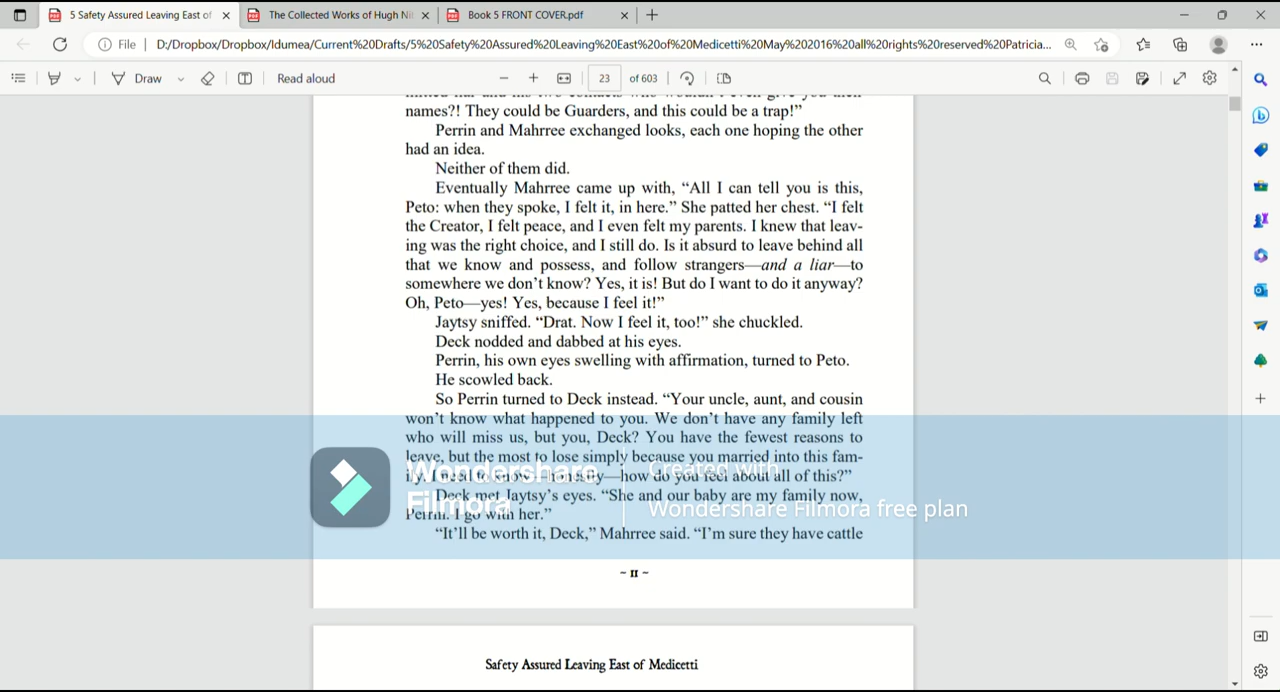 5 Safety Assured Leaving East of
The Collected Works of Hugh Ni
Book 5 FRONT COVER.pdf
File
D:/Dropbox/Dropbox/Idumea/Current%20Drafts/5%20Safety%20Assured%20Leaving%20East%20of%20Medicetti%20May%202016%20all%20rights%20reserved%20Patricia...
Draw
Read aloud
23
of 603
names?! They could be Guarders, and this could be a trap!”
Perrin and Mahrree exchanged looks, each one hoping the other
had an idea.
Neither of them did.
Eventually Mahrree came up with, “All I can tell you is this,
Peto: when they spoke, I felt it, in here.” She patted her chest. “I felt
the Creator, I felt peace, and I even felt my parents. I knew that leav-
ing was the right choice, and I still do. Is it absurd to leave behind all
that we know and possess, and follow strangers—and a liar—to
somewhere we don’t know? Yes, it is! But do I want to do it anyway?
Oh, Peto—yes! Yes, because I feel it!”
Jaytsy sniffed. “Drat. Now I feel it, too!” she chuckled.
Deck nodded and dabbed at his eyes.
Perrin, his own eyes swelling with affirmation, turned to Peto.
He scowled back.
So Perrin turned to Deck instead. “Your uncle, aunt, and cousin
won’t know what happened to you. We don’t have any family left
who will miss us, but you, Deck? You have the fewest reasons to
leave, but the most to lose simply because you married into this fam-
ily. I need to know—honestly—how do you feel about all of this?”
Deck met Jaytsy’s eyes. “She and our baby are my family now,
Perrin. I go with her.”
“It’ll be worth it, Deck,” Mahrree said. “I’m sure they have cattle
Wondershare
Filmora
Created with
Wondershare Filmora free plan
~ 11 ~
Safety Assured Leaving East of Medicetti